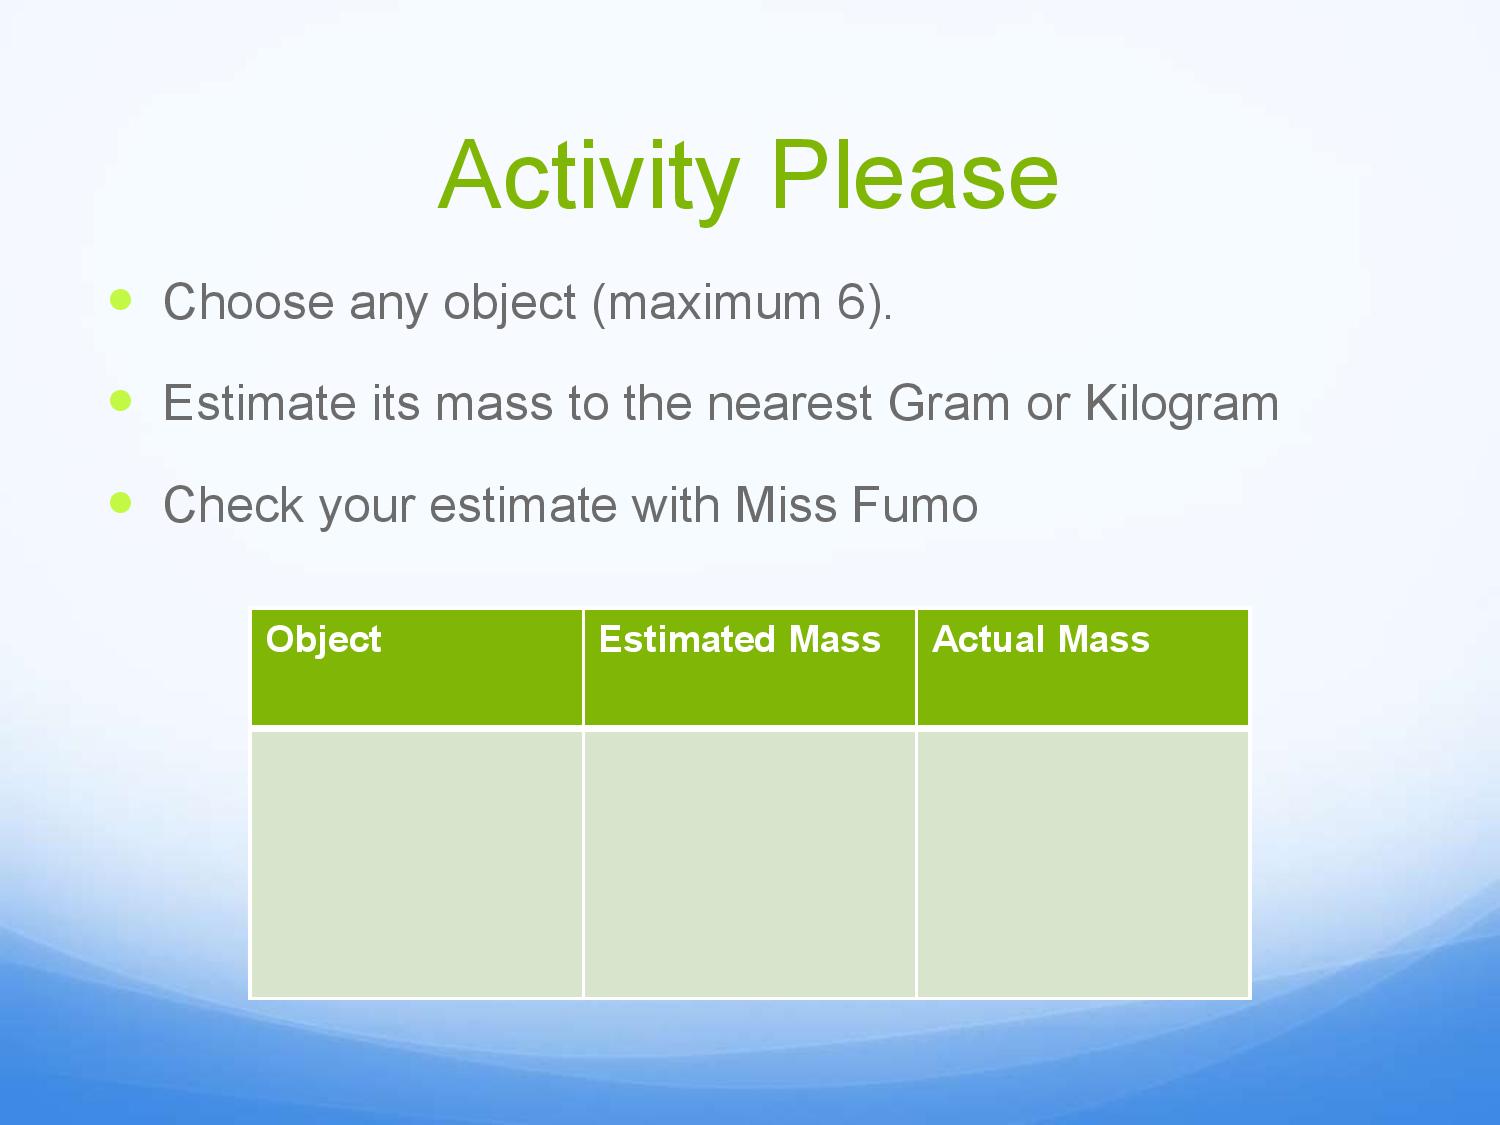 Activity Please
Choose any object (maximum 6).
Estimate its mass to the nearest Gram or Kilogram
Check your estimate with Miss Fumo
Object Estimated Mass Actual Mass